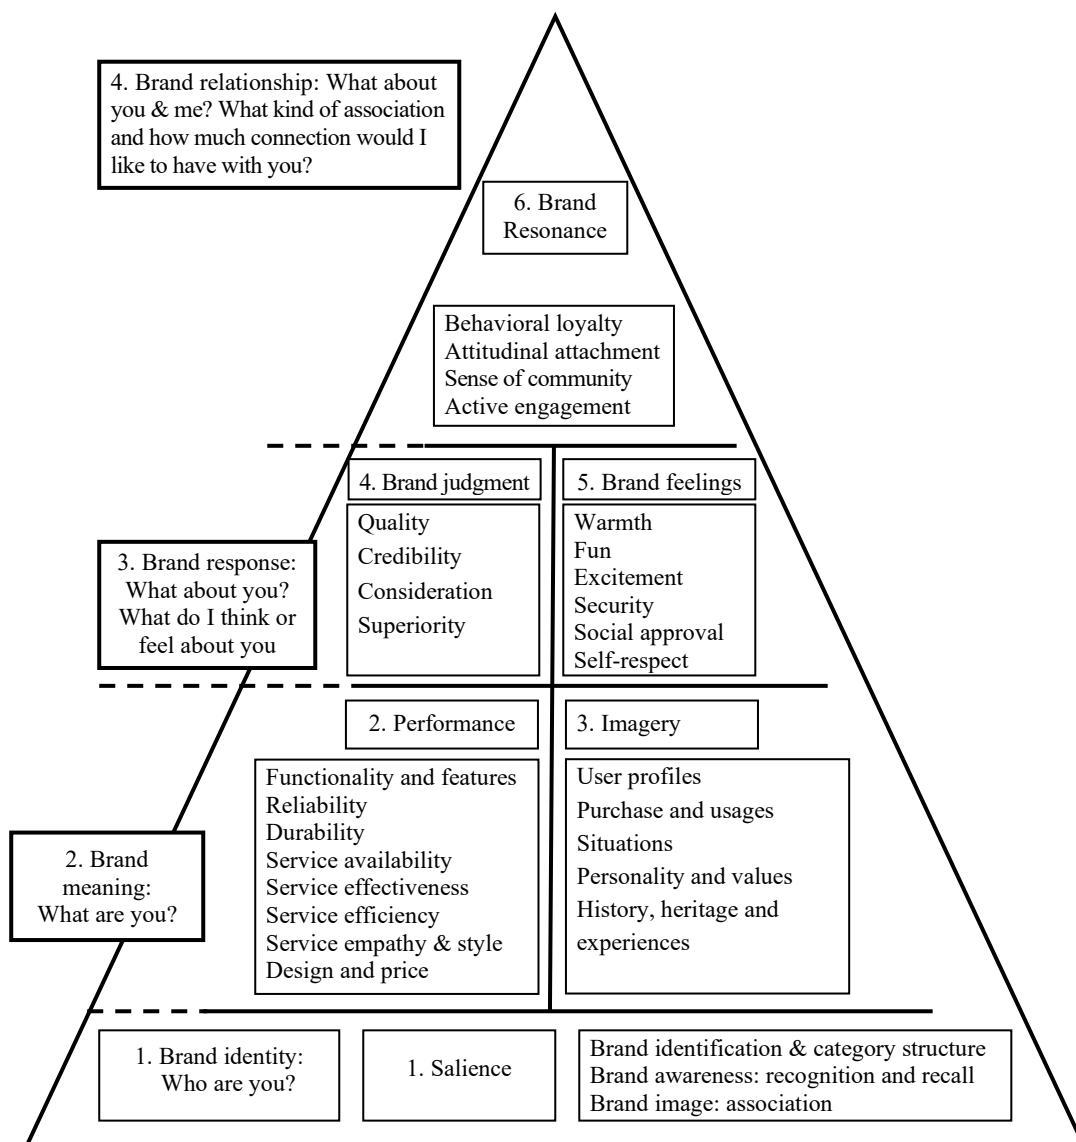 4. Brand relationship: What about
you & me? What kind of association
and how much connection would I
like to have with you?
6. Brand
Resonance
Behavioral loyalty
Attitudinal attachment
Sense of community
Active engagement
4. Brand judgment
5. Brand feelings
Quality
Credibility
Consideration
Superiority
Warmth
Fun
Excitement
Security
Social approval
Self-respect
3. Brand response:
What about you?
What do I think or
feel about you
2. Performance
3. Imagery
Functionality and features
Reliability
Durability
Service availability
Service effectiveness
Service efficiency
Service empathy & style
Design and price
User profiles
Purchase and usages
Situations
Personality and values
History, heritage and
experiences
2. Brand
meaning:
What are you?
1. Brand identity:
Who are you?
1. Salience
Brand identification & category structure
Brand awareness: recognition and recall
Brand image: association